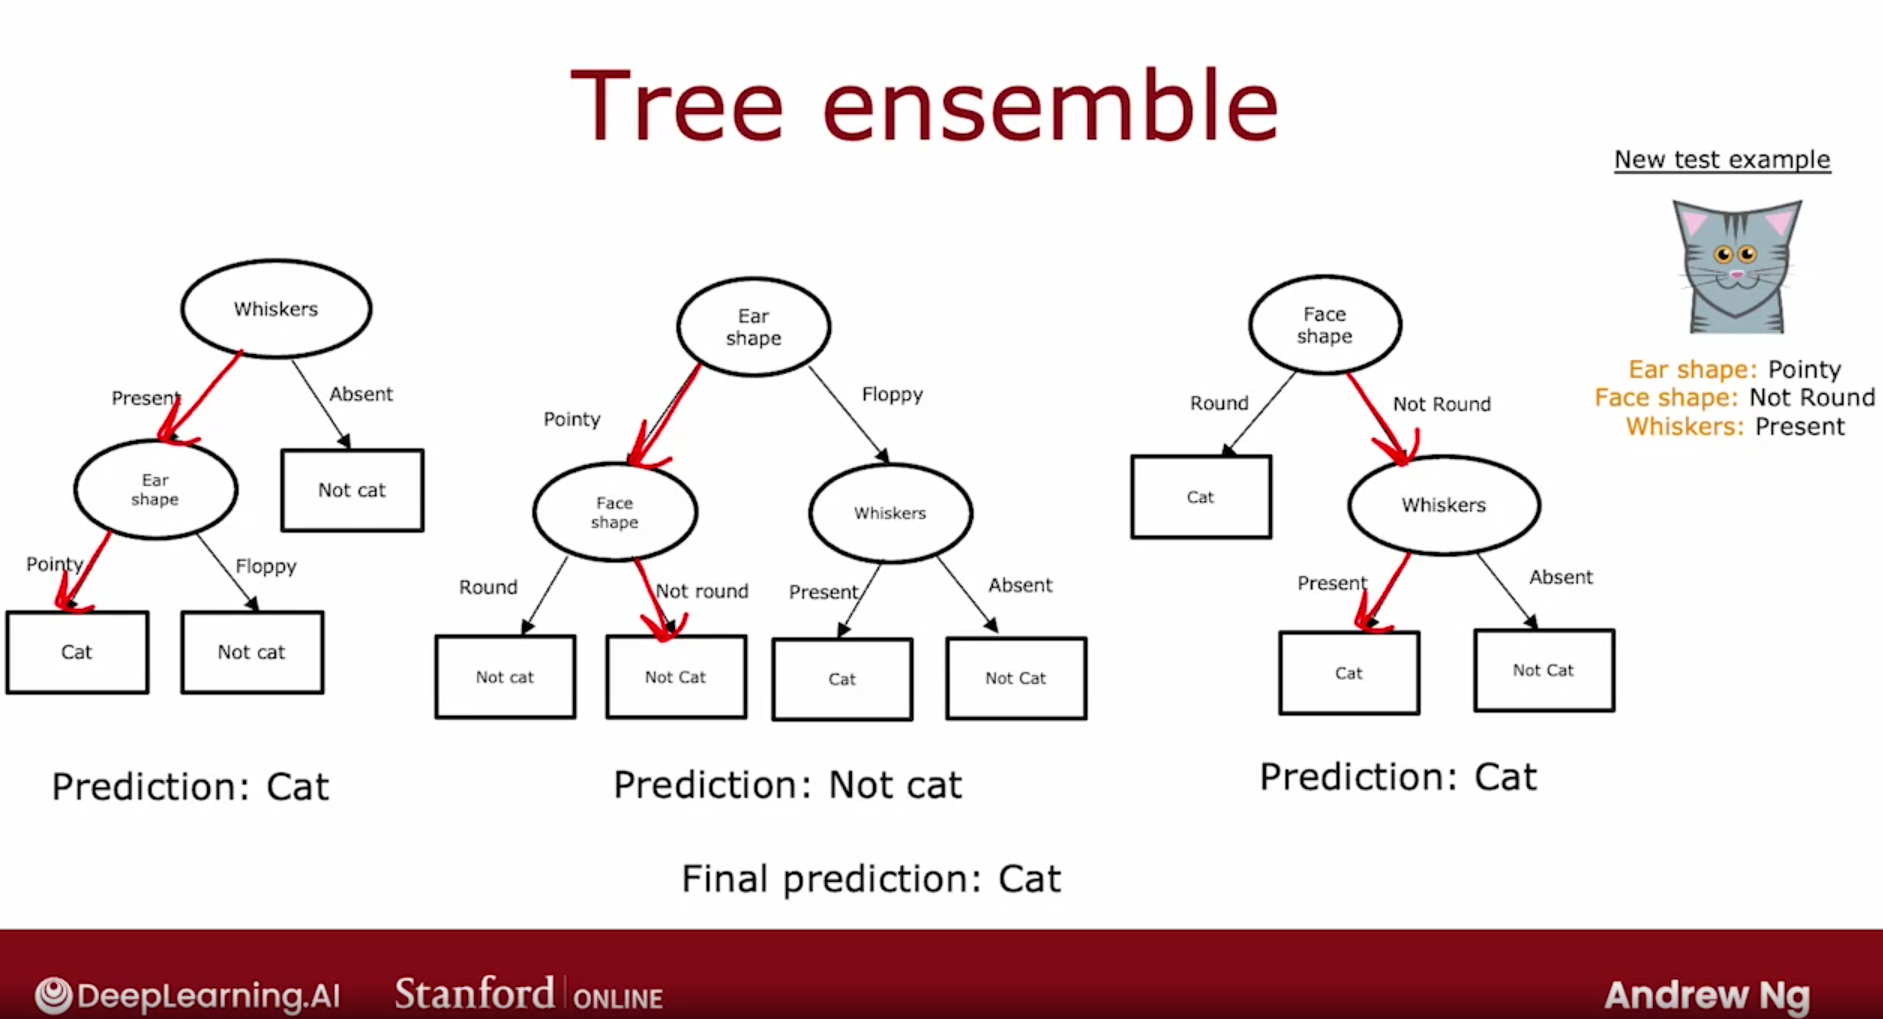 Tree ensemble
New test example
Ear shape: Pointy
Face shape: Not Round
Whiskers: Present
Whiskers
Present
Absent
Ear
shape
Not cat
Pointy
Floppy
Cat
Not cat
Prediction: Cat
Ear
shape
Pointy
Floppy
Face
shape
Whiskers
Round
Not round
Present
Absent
Not cat
Not Cat
Cat
Not Cat
Prediction: Not cat
Face
shape
Round
Not Round
Cat
Whiskers
Present
Absent
Cat
Not Cat
Prediction: Cat
Final prediction: Cat
DeepLearning.AI
Stanford ONLINE
Andrew Ng